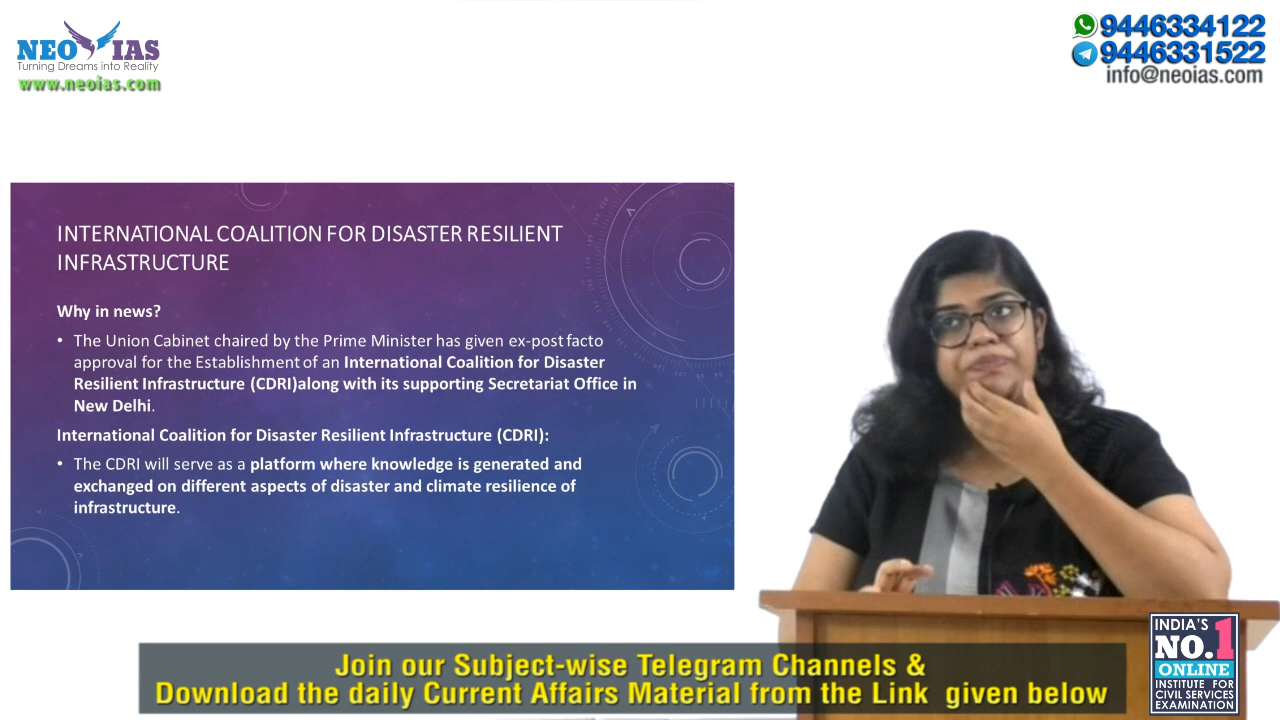 NEO IAS
Turning Dreams into Reality
www.neoias.com
9446334122
9446331522
info@neoias.com
INTERNATIONAL COALITION FOR DISASTER RESILIENT
INFRASTRUCTURE
Why in news?
• The Union Cabinet chaired by the Prime Minister has given ex-post facto
approval for the Establishment of an International Coalition for Disaster
Resilient Infrastructure (CDRI)along with its supporting Secretariat Office in
New Delhi.
International Coalition for Disaster Resilient Infrastructure (CDRI):
• The CDRI will serve as a platform where knowledge is generated and
exchanged on different aspects of disaster and climate resilience of
infrastructure.
Join our Subject-wise Telegram Channels &
Download the daily Current Affairs Material from the Link given below
INDIA'S
NO.1
ONLINE
INSTITUTE FOR
CIVIL SERVICES
EXAMINATION